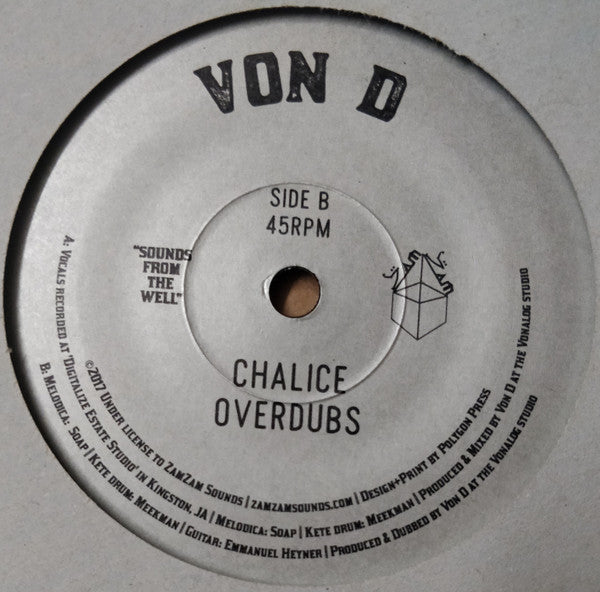 VON D
SIDE B
45RPM
"SOUNDS
FROM
THE
WELL"
ZAM ZAM
CHALICE
OVERDUBS
©2017 Under license to ZamZam Sounds | zamzamsounds.com | Design+Print by Polygon Press
A: Vocals recorded at 'Digitalize Estate Studio' in Kingston, JA | Melodica: Soap | Kete drum: Meekman | Produced & Mixed by Von D at the Vonalog studio
B: Melodica: Soap | Kete drum: Meekman | Guitar: Emmanuel Heyner | Produced & Dubbed by Von D at the Vonalog studio